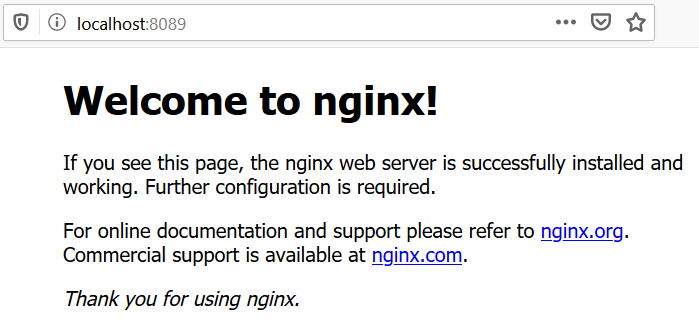 localhost:8089
Welcome to nginx!
If you see this page, the nginx web server is successfully installed and
working. Further configuration is required.
For online documentation and support please refer to nginx.org.
Commercial support is available at nginx.com.
Thank you for using nginx.